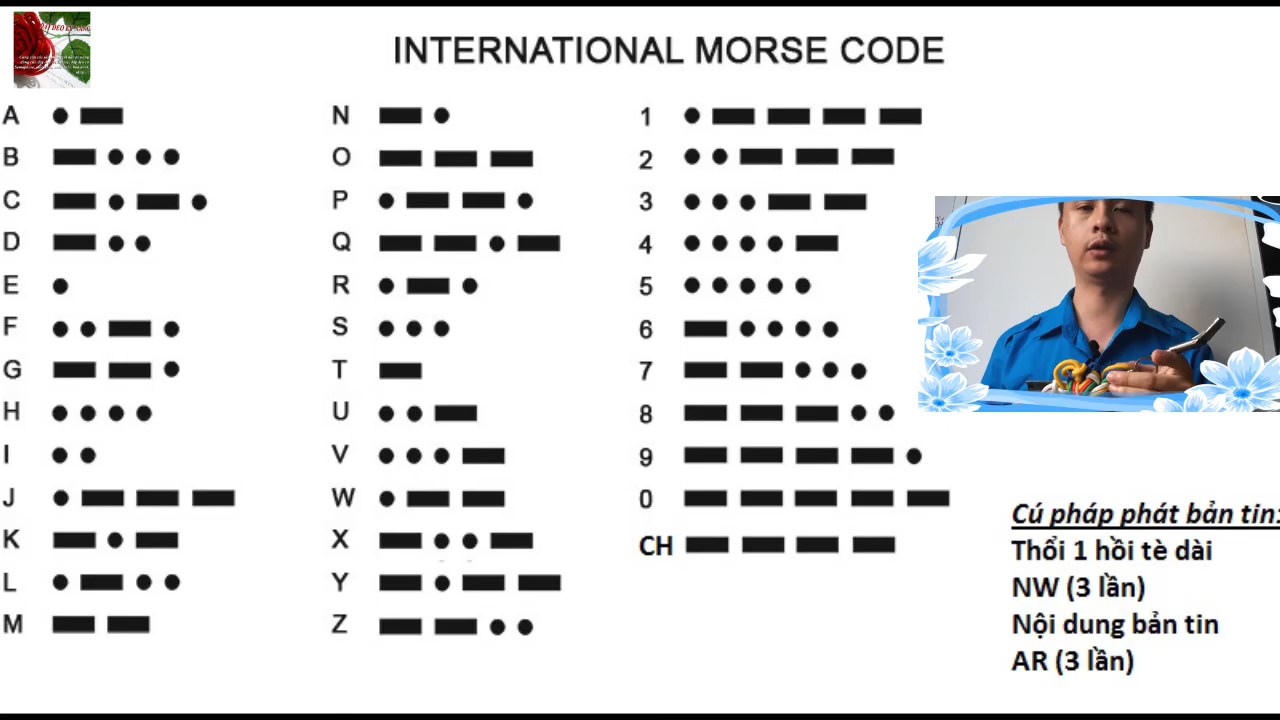 INTERNATIONAL MORSE CODE
A
B
C
D
E
F
G
H
I
J
K
L
M
N
O
P
Q
R
S
T
U
V
W
X
Y
Z
1
2
3
4
5
6
7
8
9
0
CH
Cú pháp phát bản tin:
Thổi 1 hồi tè dài
NW (3 lần)
Nội dung bản tin
AR (3 lần)